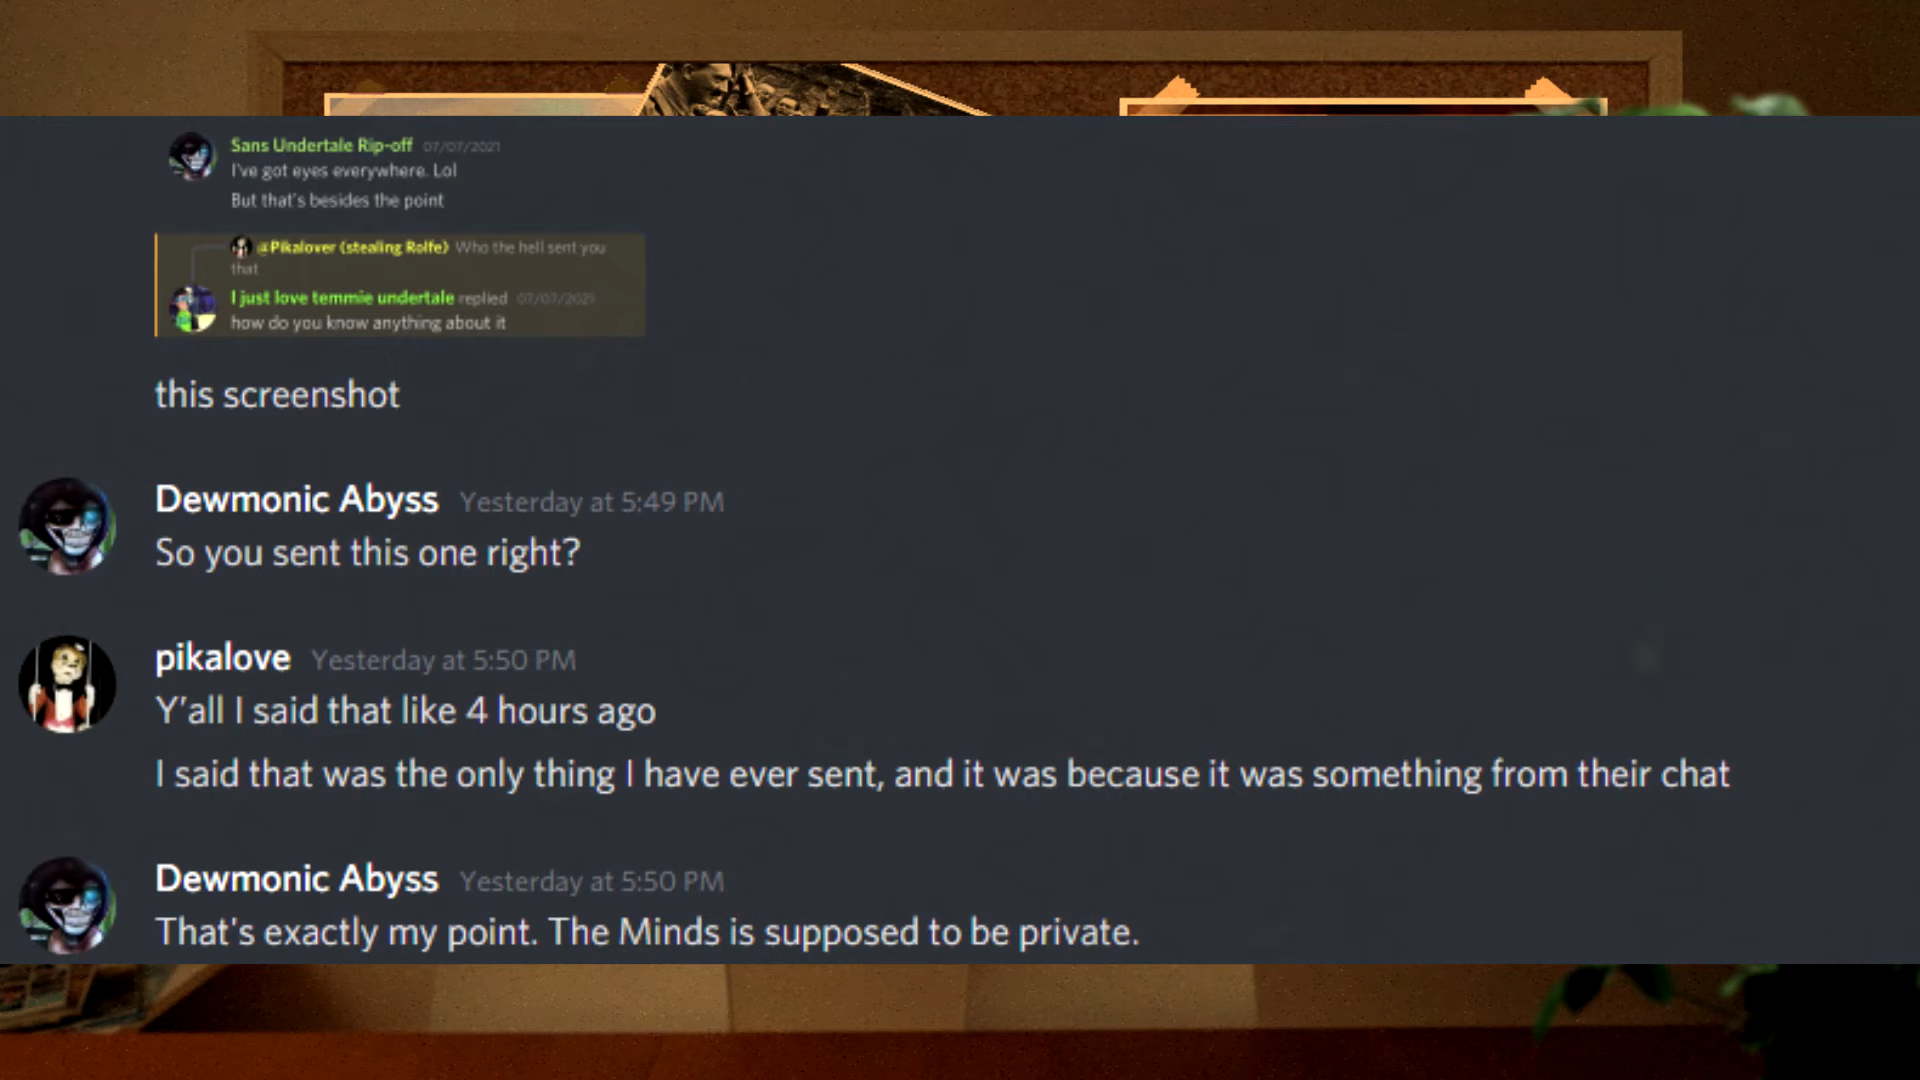 Sans Undertale Rip-off 07/07/2021
I've got eyes everywhere. Lol
But that's besides the point
@Pikalover (stealing Rolfe) Who the hell sent you
that
I just love temmie undertale replied 07/07/2021
how do you know anything about it
this screenshot
Dewmonic Abyss Yesterday at 5:49 PM
So you sent this one right?
pikalove Yesterday at 5:50 PM
Y'all I said that like 4 hours ago
I said that was the only thing I have ever sent, and it was because it was something from their chat
Dewmonic Abyss Yesterday at 5:50 PM
That's exactly my point. The Minds is supposed to be private.